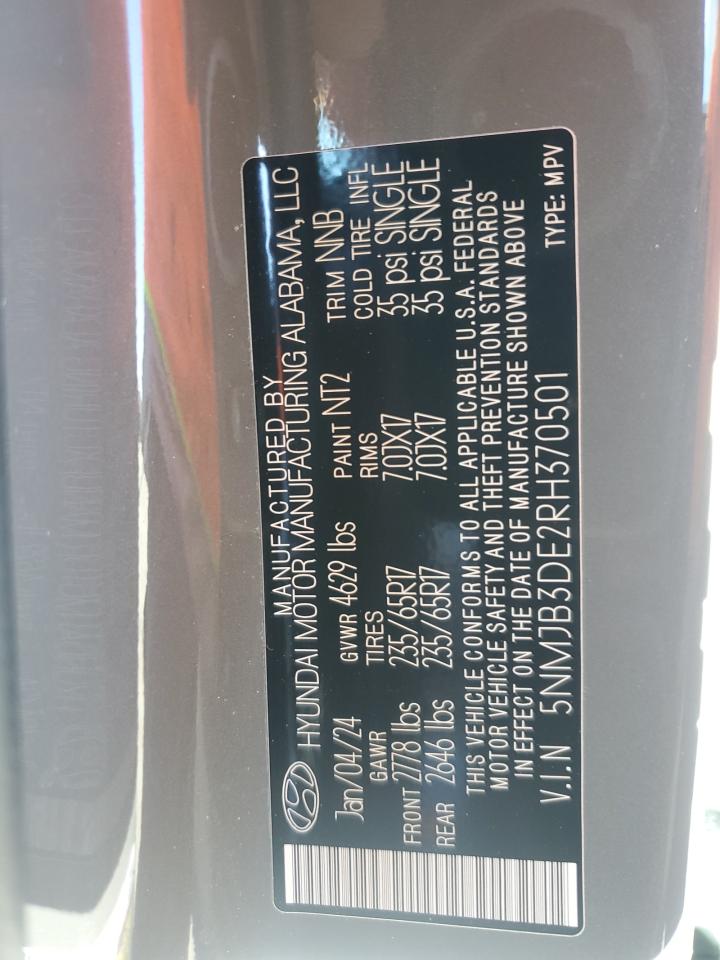 MANUFACTURED BY
HYUNDAI MOTOR MANUFACTURING ALABAMA, LLC
Jan/04/24 GVWR 4629 lbs PAINT NT2 TRIM NNB
GAWR TIRES RIMS COLD TIRE INFL
FRONT 2778 lbs 235/65R17 7.0JX17 35 psi SINGLE
REAR 2646 lbs 235/65R17 7.0JX17 35 psi SINGLE
THIS VEHICLE CONFORMS TO ALL APPLICABLE U.S.A. FEDERAL
MOTOR VEHICLE SAFETY AND THEFT PREVENTION STANDARDS
IN EFFECT ON THE DATE OF MANUFACTURE SHOWN ABOVE
V.I.N 5NMJB3DE2RH370501 TYPE: MPV